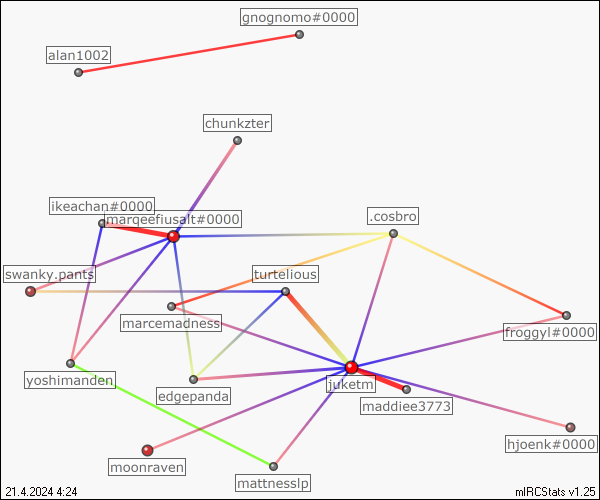 gnognomo#0000
alan1002
chunkzter
ikeachan#0000
marqeefiusalt#0000
.cosbro
swanky.pants
turtelious
marcemadness
froggyl#0000
yoshimanden
edgepanda
juketm
maddiee3773
hjoenk#0000
moonraven
mattnesslp
21.4.2024 4:24
mIRCStats v1.25